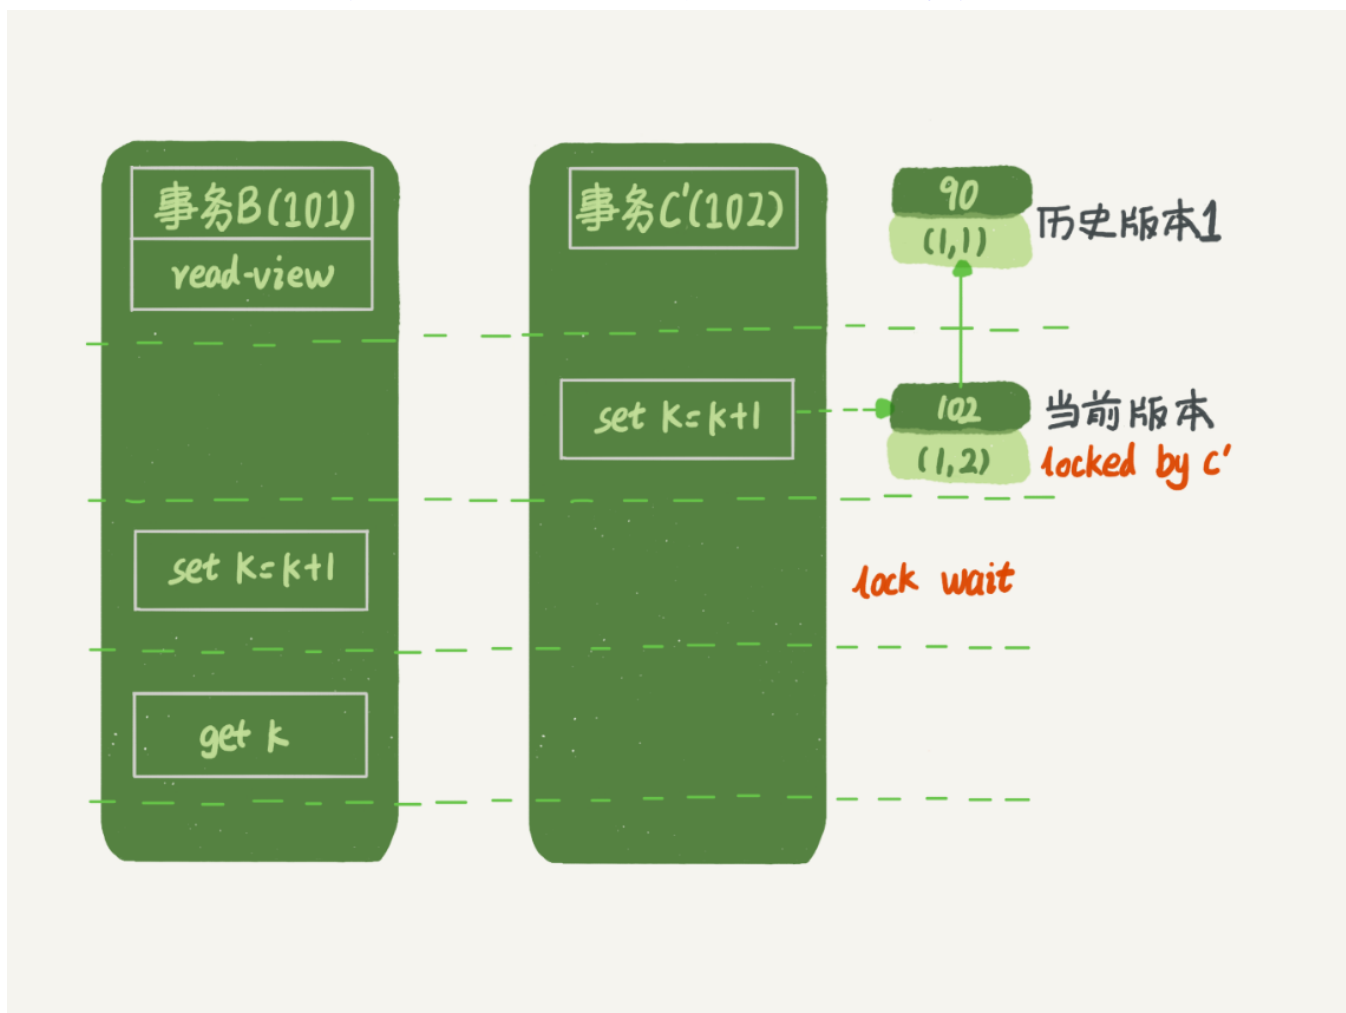 事务B(101)
read-view
事务C'(102)
90
(1,1)
历史版本1
set k=k+1
102
(1,2)
当前版本
locked by c'
set k=k+1
lock wait
get k